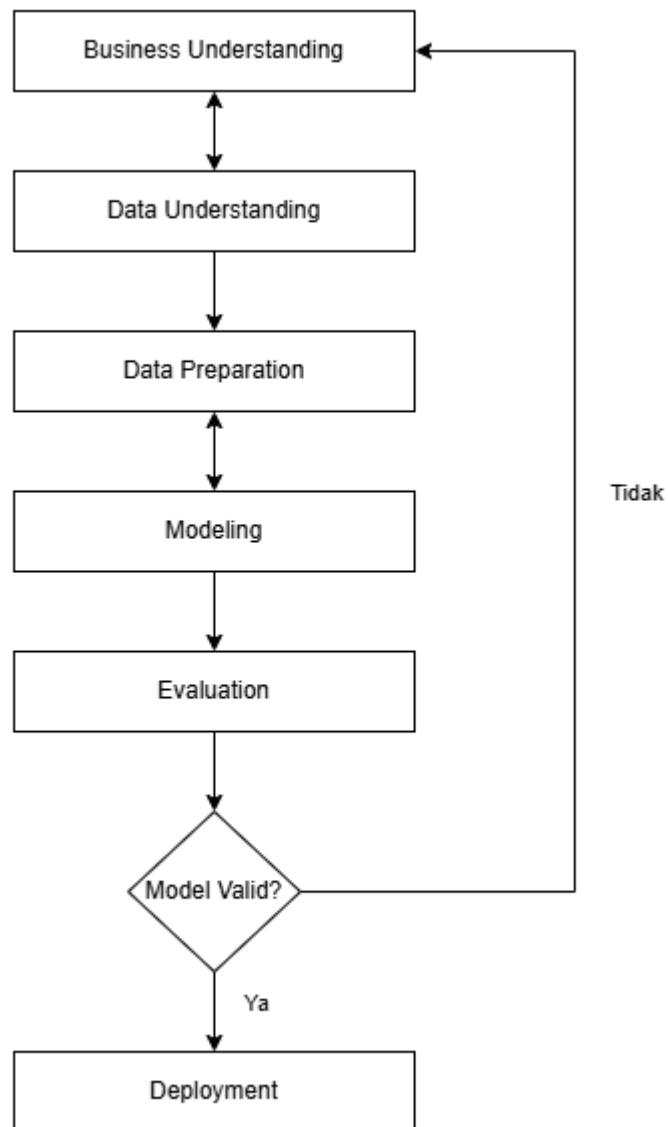 Business Understanding
Data Understanding
Data Preparation
Modeling
Tidak
Evaluation
Model Valid?
Ya
Deployment